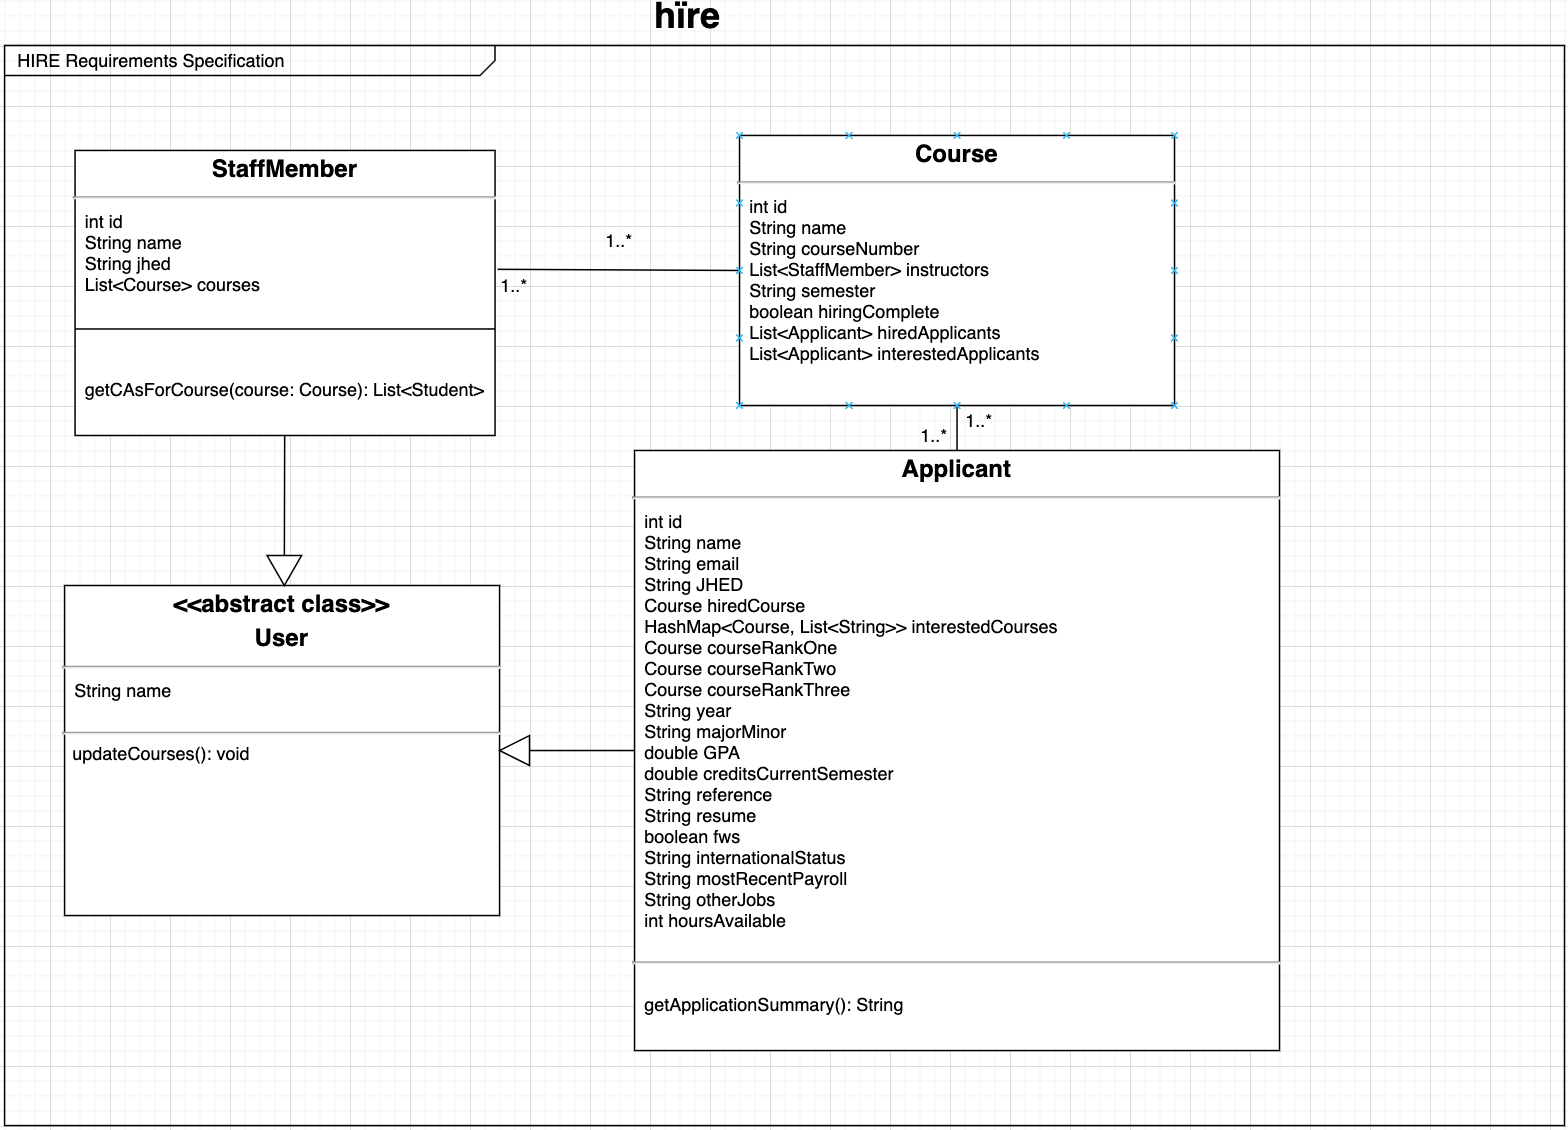 hïre
HIRE Requirements Specification
StaffMember
int id
String name
String jhed
List<Course> courses
getCAsForCourse(course: Course): List<Student>
1..*
1..*
Course
int id
String name
String courseNumber
List<StaffMember> instructors
String semester
boolean hiringComplete
List<Applicant> hiredApplicants
List<Applicant> interestedApplicants
1..*
1..*
Applicant
int id
String name
String email
String JHED
Course hiredCourse
HashMap<Course, List<String>> interestedCourses
Course courseRankOne
Course courseRankTwo
Course courseRankThree
String year
String majorMinor
double GPA
double creditsCurrentSemester
String reference
String resume
boolean fws
String internationalStatus
String mostRecentPayroll
String otherJobs
int hoursAvailable
getApplicationSummary(): String
<<abstract class>>
User
String name
updateCourses(): void